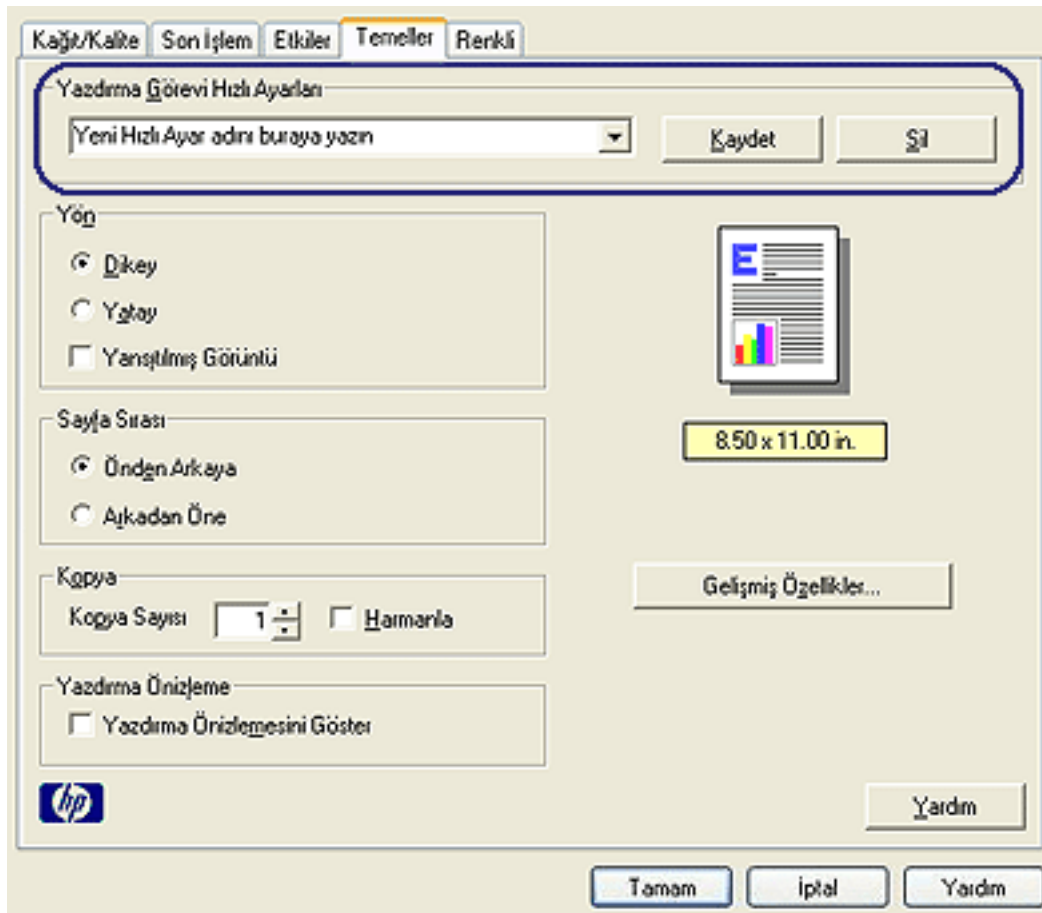 Kağıt/Kalite Son İşlem Etkiler Temeller Renkli
Yazdırma Görevi Hızlı Ayarları
Yeni Hızlı Ayar adını buraya yazın Kaydet Sil
Yön
Dikey
Yatay
Yansıtılmış Görüntü
E
8.50 x 11.00 in.
Sayfa Sırası
Önden Arkaya
Arkadan Öne
Kopya
Kopya Sayısı 1 Harmanla
Gelişmiş Özellikler...
Yazdırma Önizleme
Yazdırma Önizlemesini Göster
hp
Yardım
Tamam İptal Yardım